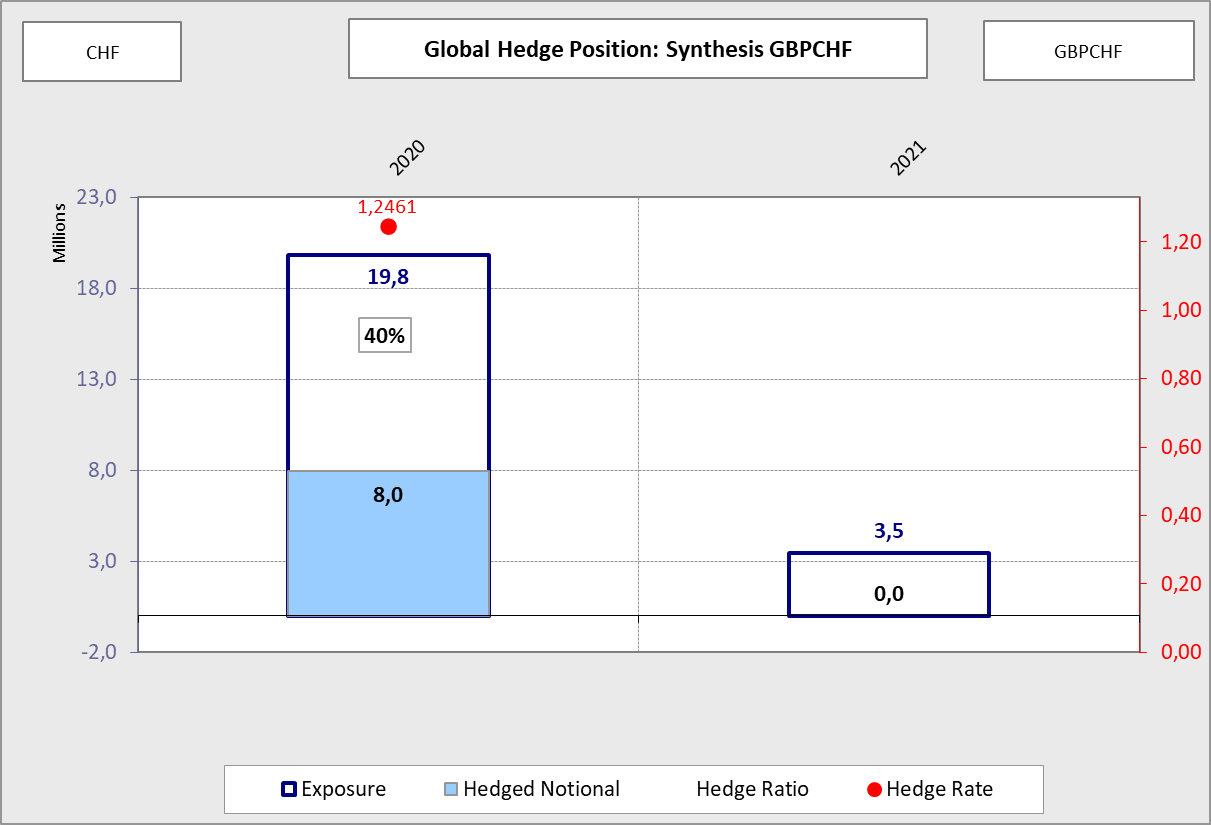 CHF
Global Hedge Position: Synthesis GBPCHF
GBPCHF
2020
2021
Millions
23,0
18,0
13,0
8,0
3,0
-2,0
1,2461
19,8
40%
8,0
3,5
0,0
1,20
1,00
0,80
0,60
0,40
0,20
0,00
Exposure
Hedged Notional
Hedge Ratio
Hedge Rate